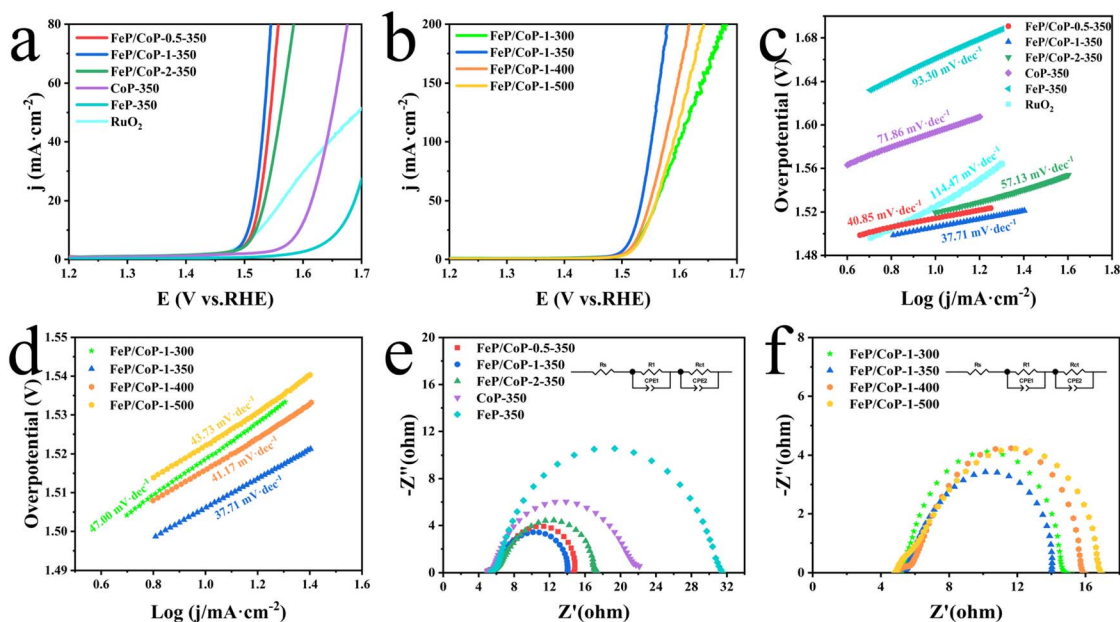 a
FeP/CoP-0.5-350
FeP/CoP-1-350
FeP/CoP-2-350
CoP-350
FeP-350
RuO₂
80
60
40
20
0
j (mA·cm⁻²)
1.2 1.3 1.4 1.5 1.6 1.7
E (V vs.RHE)
b
FeP/CoP-1-300
FeP/CoP-1-350
FeP/CoP-1-400
FeP/CoP-1-500
200
150
100
50
0
j (mA·cm⁻²)
1.2 1.3 1.4 1.5 1.6 1.7
E (V vs.RHE)
c
FeP/CoP-0.5-350
FeP/CoP-1-350
FeP/CoP-2-350
CoP-350
FeP-350
RuO₂
93.30 mV·dec⁻¹
71.86 mV·dec⁻¹
114.47 mV·dec⁻¹
57.13 mV·dec⁻¹
40.85 mV·dec⁻¹
37.71 mV·dec⁻¹
1.68
1.64
1.60
1.56
1.52
1.48
Overpotential (V)
0.6 0.8 1.0 1.2 1.4 1.6 1.8
Log (j/mA·cm⁻²)
d
FeP/CoP-1-300
FeP/CoP-1-350
FeP/CoP-1-400
FeP/CoP-1-500
43.73 mV·dec⁻¹
47.00 mV·dec⁻¹
41.17 mV·dec⁻¹
37.71 mV·dec⁻¹
1.55
1.54
1.53
1.52
1.51
1.50
1.49
Overpotential (V)
0.6 0.8 1.0 1.2 1.4 1.6
Log (j/mA·cm⁻²)
e
FeP/CoP-0.5-350
FeP/CoP-1-350
FeP/CoP-2-350
CoP-350
FeP-350
Rs R1 Rct
CPE1 CPE2
20
16
12
8
4
0
-Z''(ohm)
0 4 8 12 16 20 24 28 32
Z'(ohm)
f
FeP/CoP-1-300
FeP/CoP-1-350
FeP/CoP-1-400
FeP/CoP-1-500
Rs R1 Rct
CPE1 CPE2
10
8
6
4
2
0
-Z''(ohm)
0 4 8 12 16
Z'(ohm)